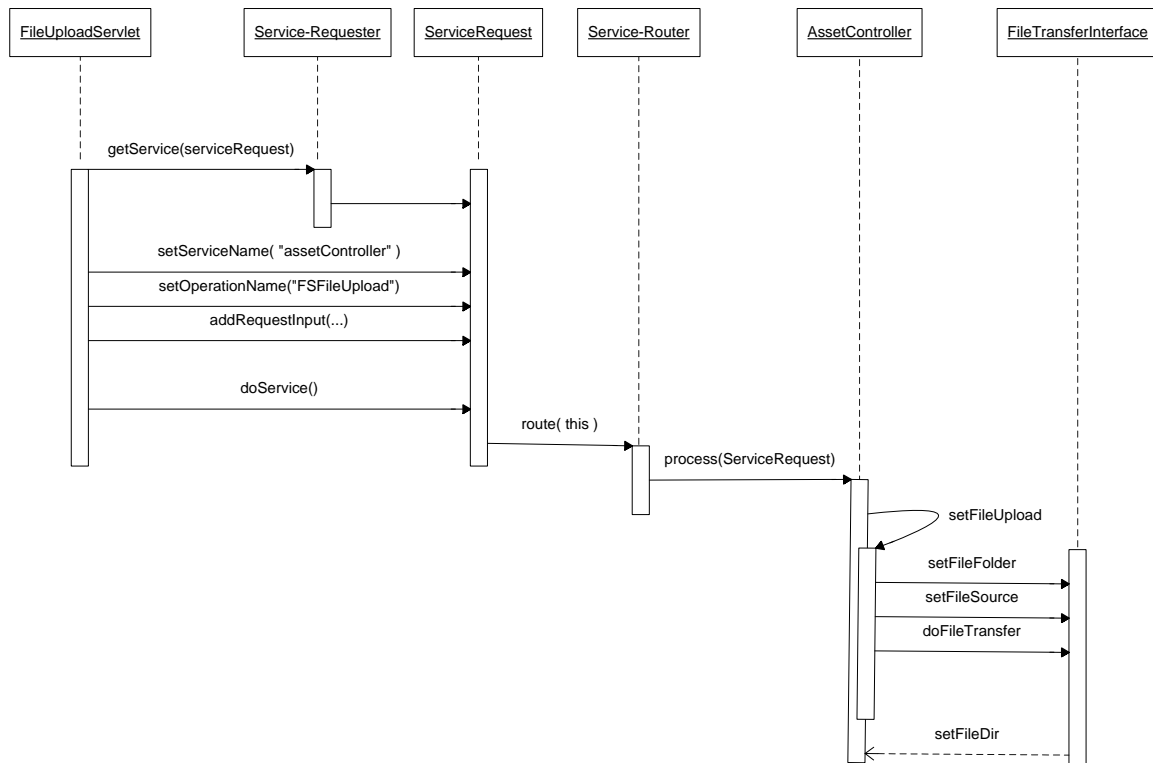 FileUploadServlet
Service-Requester
ServiceRequest
Service-Router
AssetController
FileTransferInterface
getService(serviceRequest)
setServiceName( "assetController" )
setOperationName("FSFileUpload")
addRequestInput(...)
doService()
route( this )
process(ServiceRequest)
setFileUpload
setFileFolder
setFileSource
doFileTransfer
setFileDir